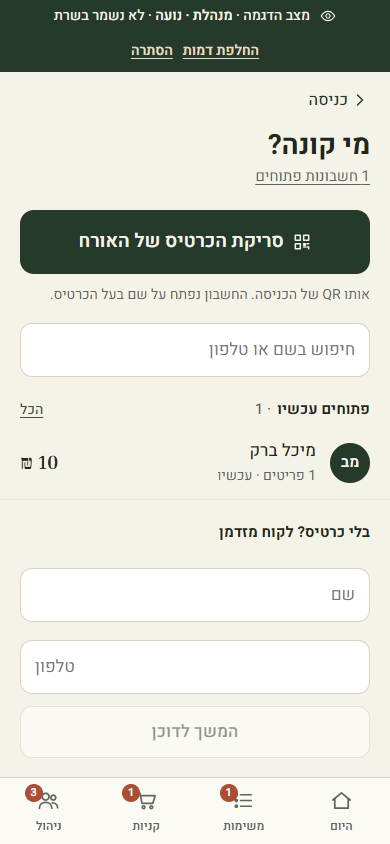 מצב הדגמה · מנהלת · נועה · לא נשמר בשרת
החלפת דמות הסתרה
כניסה
מי קונה?
1 חשבונות פתוחים
סריקת הכרטיס של האורח
אותו QR של הכניסה. החשבון נפתח על שם בעל הכרטיס.
חיפוש בשם או טלפון
פתוחים עכשיו · 1 הכל
מב מיכל ברק 10 ₪
1 פריטים · עכשיו
בלי כרטיס? לקוח מזדמן
שם
טלפון
המשך לדוכן
1 1 3
היום משימות קניות ניהול